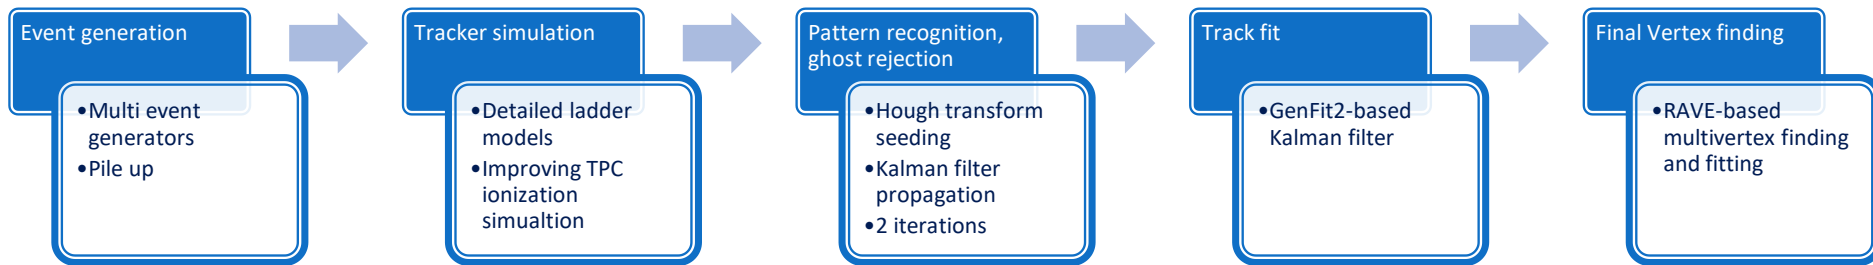 Event generation
•Multi event
generators
•Pile up
Tracker simulation
•Detailed ladder
models
•Improving TPC
ionization
simualtion
Pattern recognition,
ghost rejection
•Hough transform
seeding
•Kalman filter
propagation
•2 iterations
Track fit
•GenFit2-based
Kalman filter
Final Vertex finding
•RAVE-based
multivertex finding
and fitting